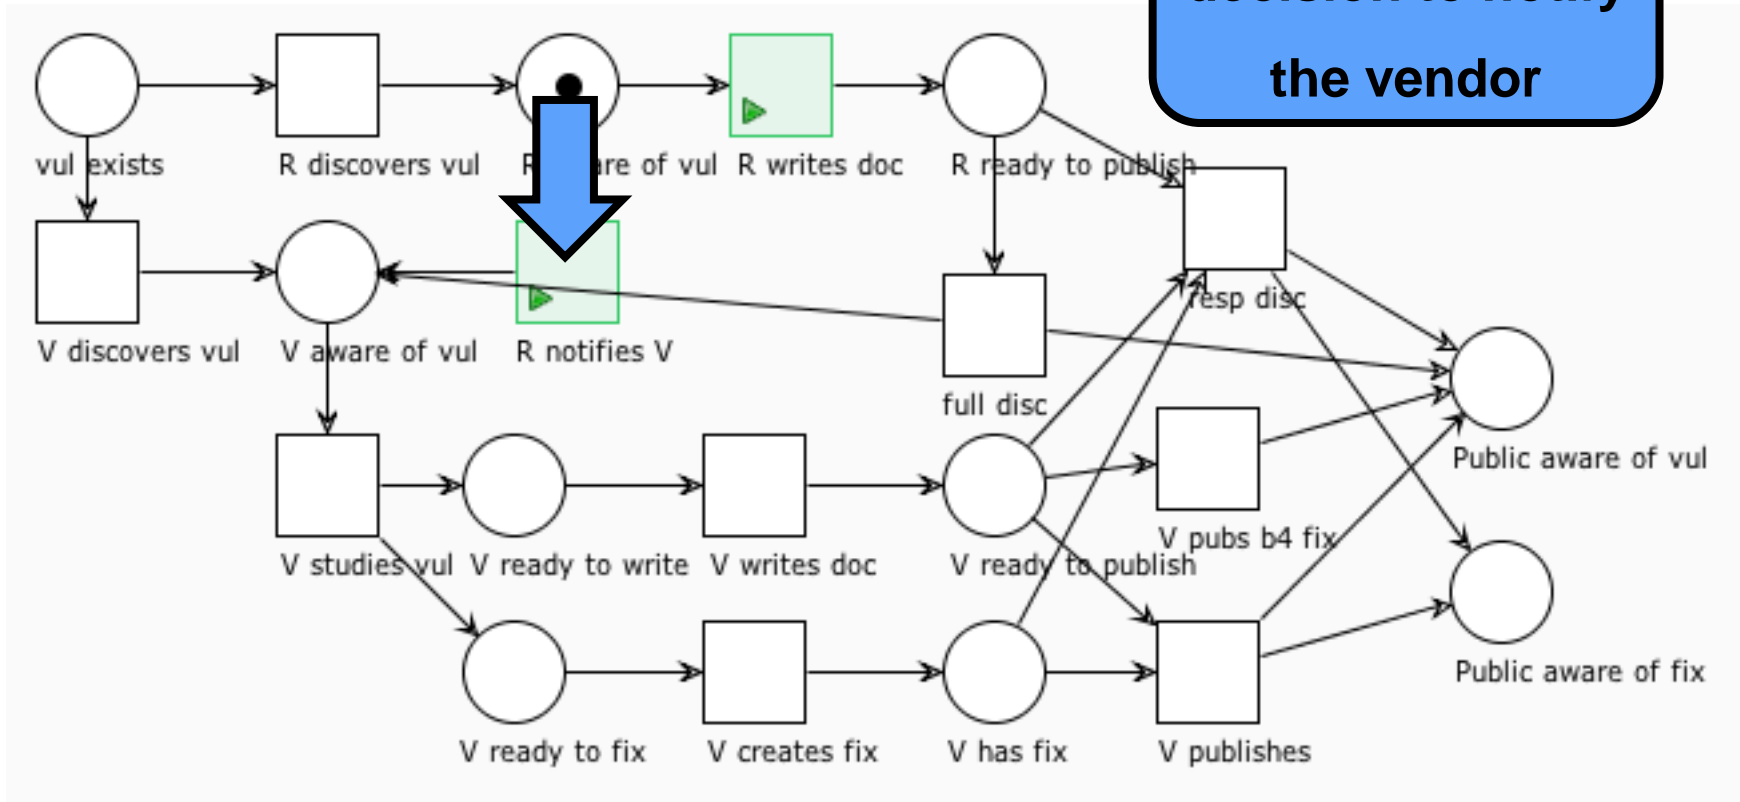 the vendor
vul exists
R discovers vul
R
of vul
R writes doc
R ready to publish
V discovers vul
V aware of vul
R notifies V
resp disc
full disc
Public aware of vul
V studies vul
V ready to write
V writes doc
V ready to publish
V pubs b4 fix
Public aware of fix
V ready to fix
V creates fix
V has fix
V publishes